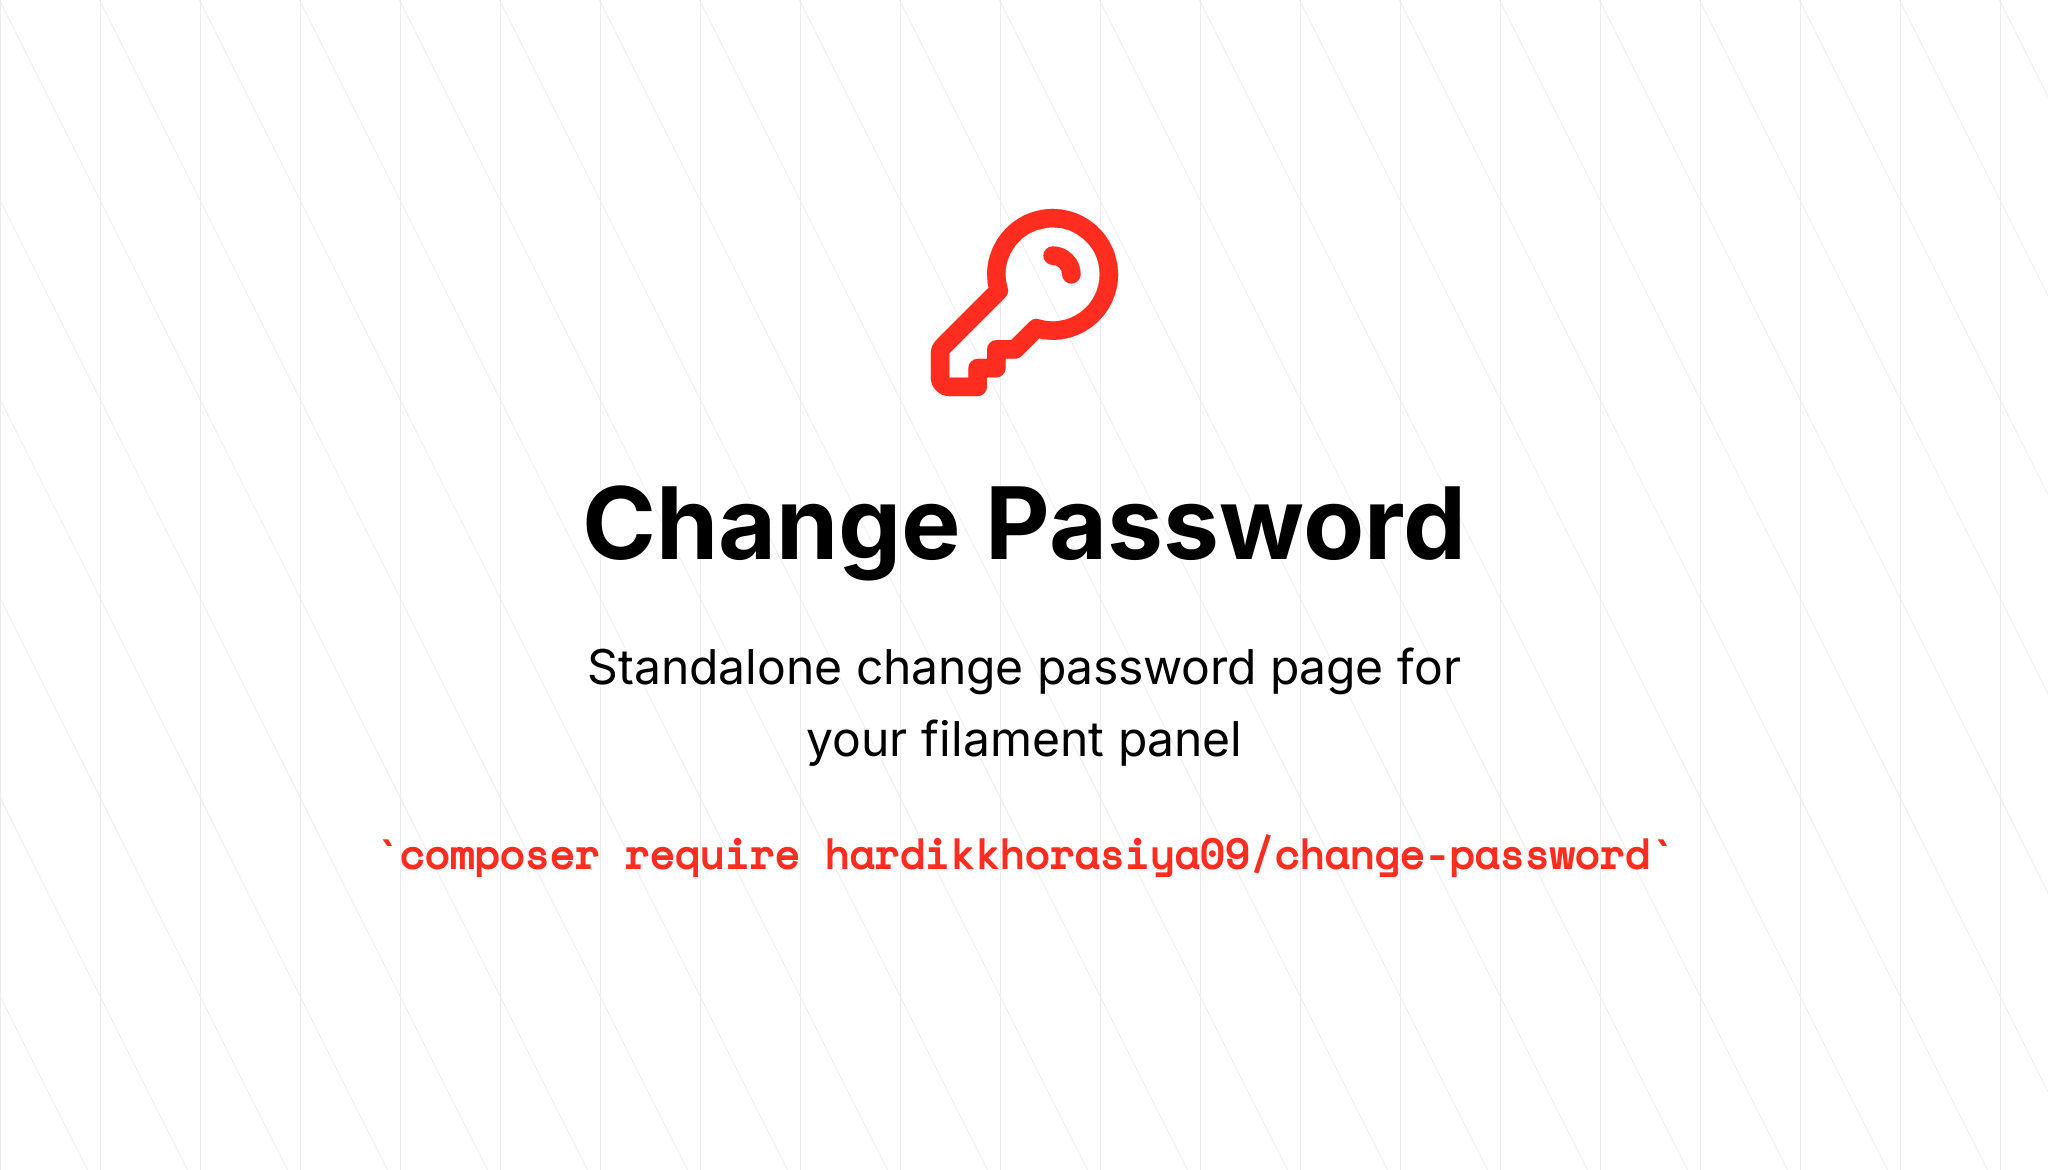 Change Password
Standalone change password page for
your filament panel
`composer require hardikkhorasiya09/change-password`